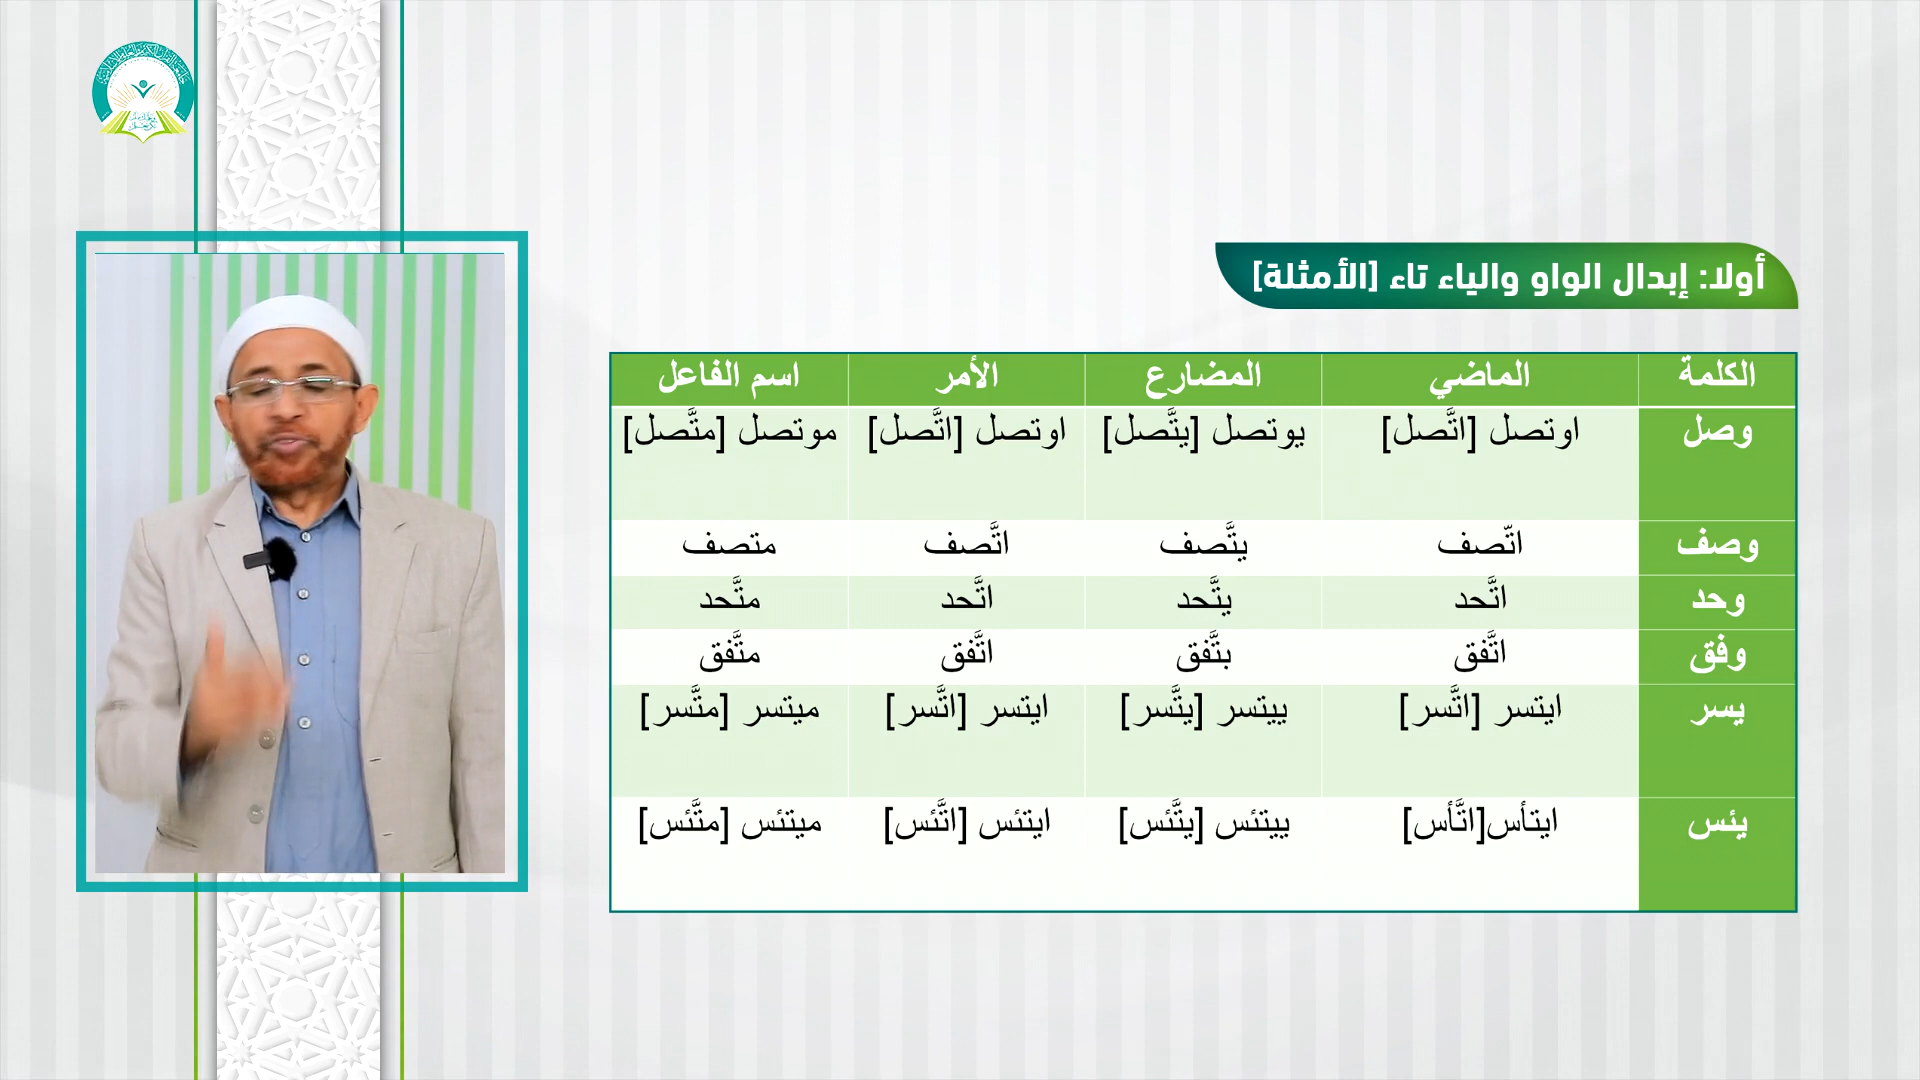 أولا: إبدال الواو والياء تاء [الأمثلة]
الكلمة الماضي المضارع الأمر اسم الفاعل
وصل اوتصل [اتَّصل] يوتصل [يتَّصل] اوتصل [اتَّصل] موتصل [متَّصل]
وصف اتّصف يتَّصف اتَّصف متصف
وحد اتَّحد يتَّحد اتَّحد متَّحد
وفق اتَّفق بتَّفق اتَّفق متَّفق
يسر ايتسر [اتَّسر] ييتسر [يتَّسر] ايتسر [اتَّسر] ميتسر [متَّسر]
يئس ايتأس[اتَّأس] ييتئس [يتَّئس] ايتئس [اتَّئس] ميتئس [متَّئس]